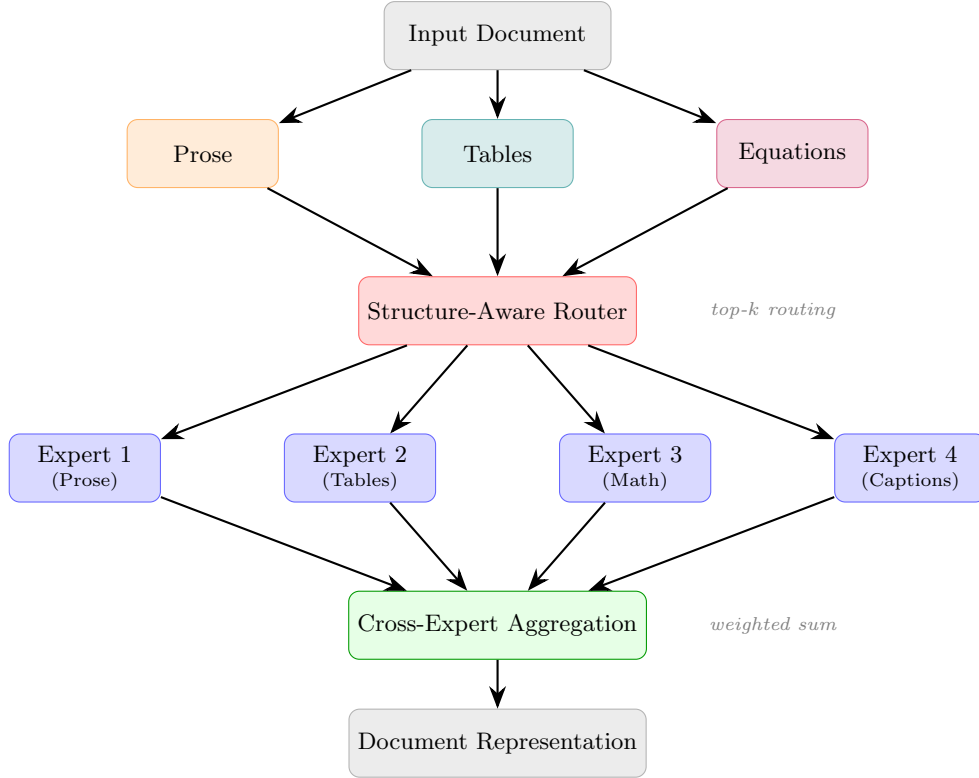 Input Document
Prose
Tables
Equations
Structure-Aware Router
top-k routing
Expert 1
(Prose)
Expert 2
(Tables)
Expert 3
(Math)
Expert 4
(Captions)
Cross-Expert Aggregation
weighted sum
Document Representation